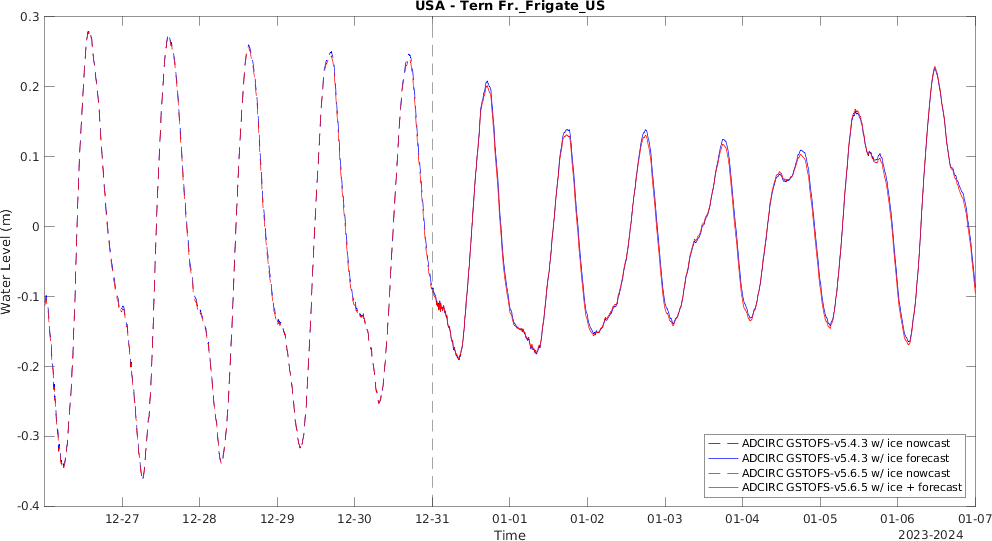 USA - Tern Fr._Frigate_US
Water Level (m)
0.3
0.2
0.1
0
-0.1
-0.2
-0.3
-0.4
ADCIRC GSTOFS-v5.4.3 w/ ice nowcast
ADCIRC GSTOFS-v5.4.3 w/ ice forecast
ADCIRC GSTOFS-v5.6.5 w/ ice nowcast
ADCIRC GSTOFS-v5.6.5 w/ ice + forecast
12-27 12-28 12-29 12-30 12-31 01-01 01-02 01-03 01-04 01-05 01-06 01-07
Time
2023-2024